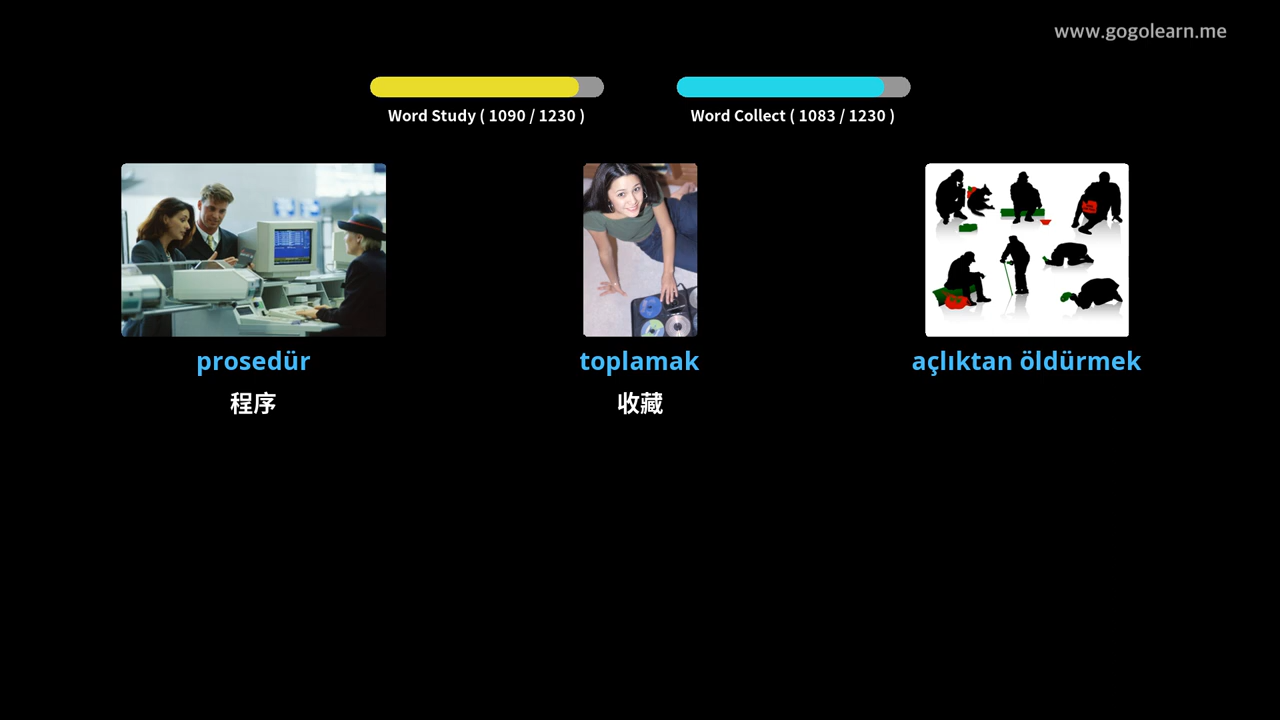 www.gogolearn.me
Word Study ( 1090 / 1230 )
Word Collect ( 1083 / 1230 )
prosedür
程序
toplamak
收藏
açlıktan öldürmek